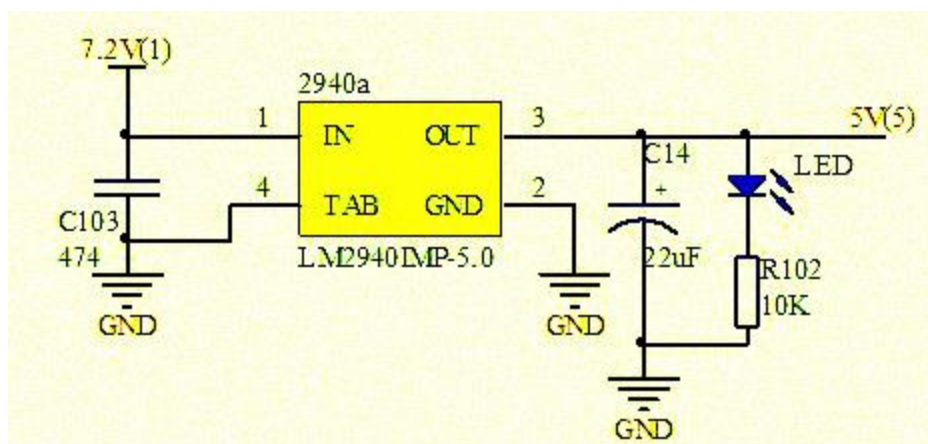 7.2V(1)
2940a
1
IN
OUT
3
5V(5)
C14
LED
4
TAB
GND
2
+
C103
474
LM2940IMP-5.0
22uF
R102
10K
GND
GND
GND